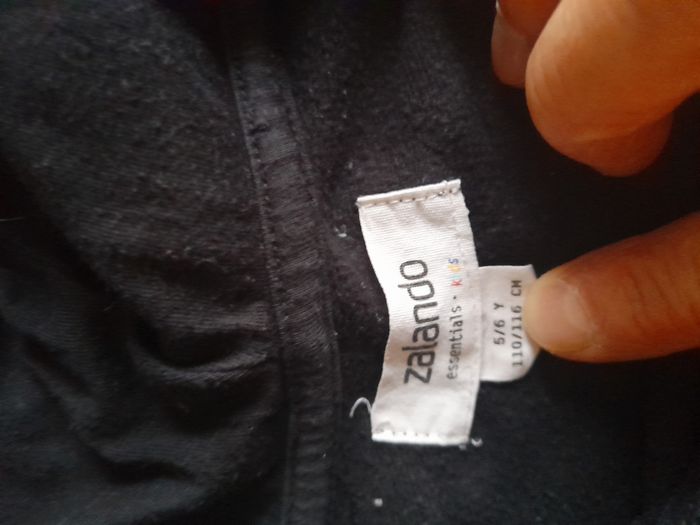 zalando
essentials • kids
5/6 Y
110/116 CM